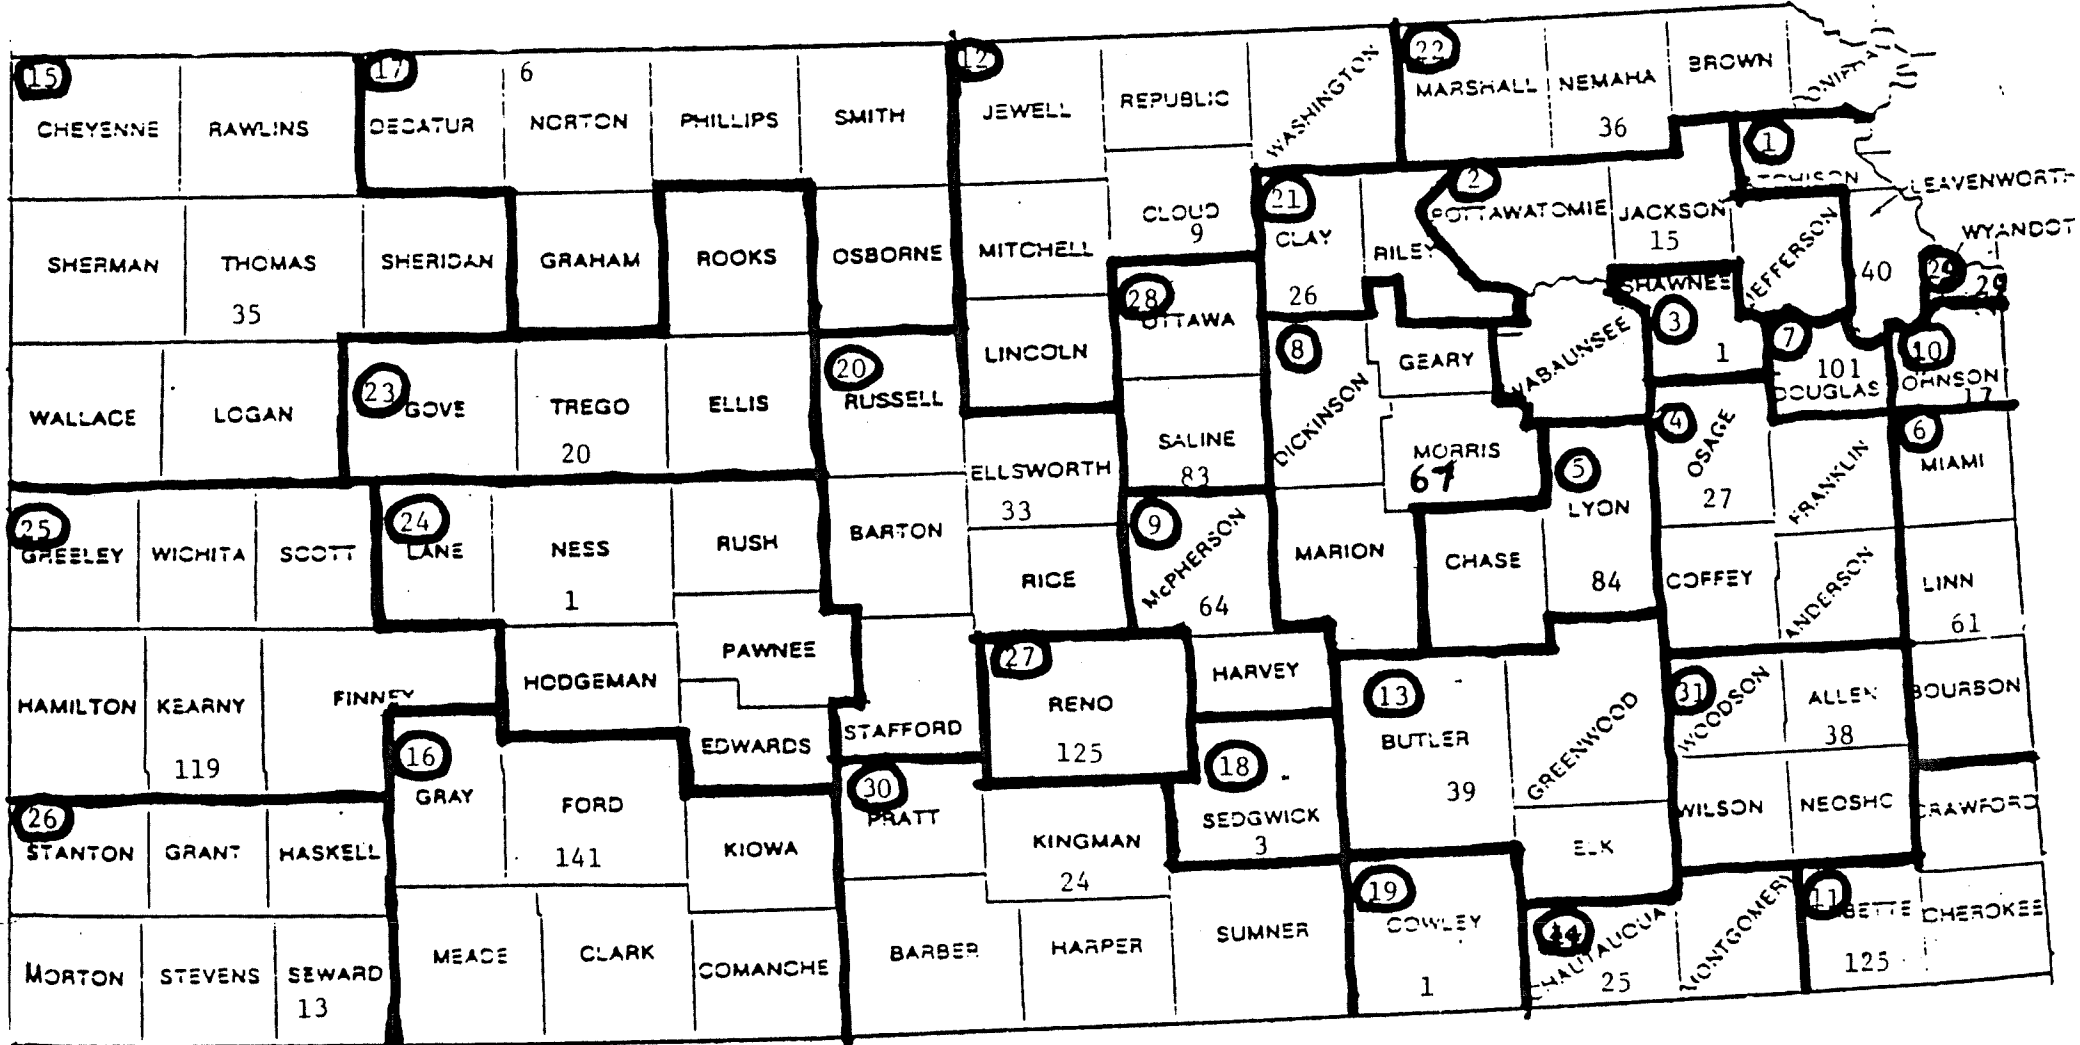 15
17
6
12
22
CHEYENNE
RAWLINS
DECATUR
NORTON
PHILLIPS
SMITH
JEWELL
REPUBLIC
WASHINGTON
MARSHALL
NEMAHA
36
BROWN
1
SHERMAN
THOMAS
35
SHERIDAN
GRAHAM
ROOKS
OSBORNE
MITCHELL
CLOUD
9
21
CLAY
26
RILEY
2
POTTAWATOMIE
JACKSON
15
JEFFERSON
LEAVENWORTH
40
WYANDOT
29
28
OTTAWA
LINCOLN
8
DICKINSON
GEARY
WABAUNSEE
SHAWNEE
3
1
7
101
DOUGLAS
10
JOHNSON
17
WALLACE
LOGAN
23
GOVE
TREGO
20
ELLIS
20
RUSSELL
ELLSWORTH
33
SALINE
83
MORRIS
67
5
LYON
84
4
OSAGE
27
FRANKLIN
6
MIAMI
25
GREELEY
WICHITA
SCOTT
24
LANE
NESS
1
RUSH
BARTON
RICE
9
McPHERSON
64
MARION
CHASE
COFFEY
ANDERSON
LINN
61
HAMILTON
KEARNY
119
FINNEY
HODGEMAN
PAWNEE
EDWARDS
STAFFORD
27
RENO
125
HARVEY
13
BUTLER
39
GREENWOOD
31
WOODSON
ALLEN
38
BOURSON
16
GRAY
FORD
141
KIOWA
30
PRATT
KINGMAN
24
18
SEDGWICK
3
ELK
WILSON
NEOSHO
CRAWFORD
26
STANTON
GRANT
HASKELL
MORTON
STEVENS
SEWARD
13
MEADE
CLARK
COMANCHE
BARBER
HARPER
SUMNER
19
COWLEY
1
CHAUTAUQUA
25
MONTGOMERY
11
BETTE
125
CHEROKEE